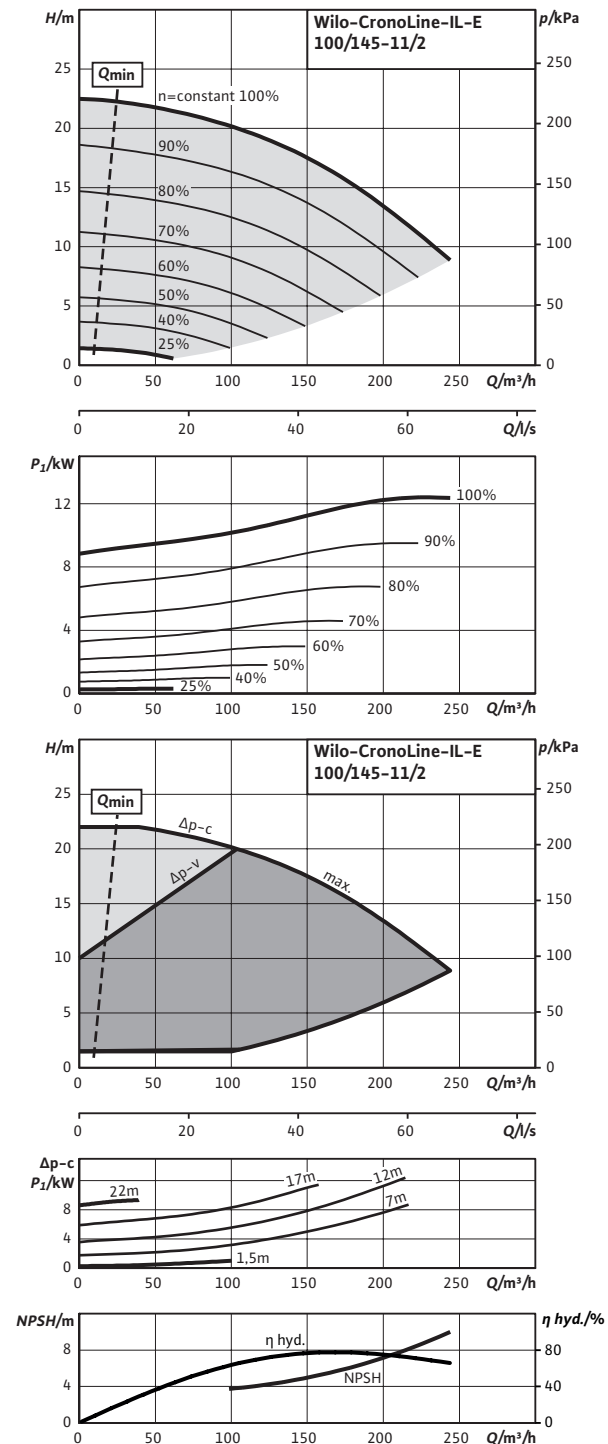 H/m
Wilo-CronoLine-IL-E
100/145-11/2
p/kPa
Qmin
n=constant 100%
90%
80%
70%
60%
50%
40%
25%
25
20
15
10
5
0
250
200
150
100
50
0
0 50 100 150 200 250 Q/m³/h
0 20 40 60 Q/l/s
P₁/kW
12
8
4
0
100%
90%
80%
70%
60%
50%
40%
25%
0 50 100 150 200 250 Q/m³/h
H/m
Wilo-CronoLine-IL-E
100/145-11/2
p/kPa
Qmin
Δp-c
Δp-v
max.
25
20
15
10
5
0
250
200
150
100
50
0
0 50 100 150 200 250 Q/m³/h
0 20 40 60 Q/l/s
Δp-c
P₁/kW
8
4
0
22m
17m
12m
7m
1,5m
0 50 100 150 200 250 Q/m³/h
NPSH/m
η hyd./%
8
4
0
η hyd.
NPSH
80
40
0
0 50 100 150 200 250 Q/m³/h